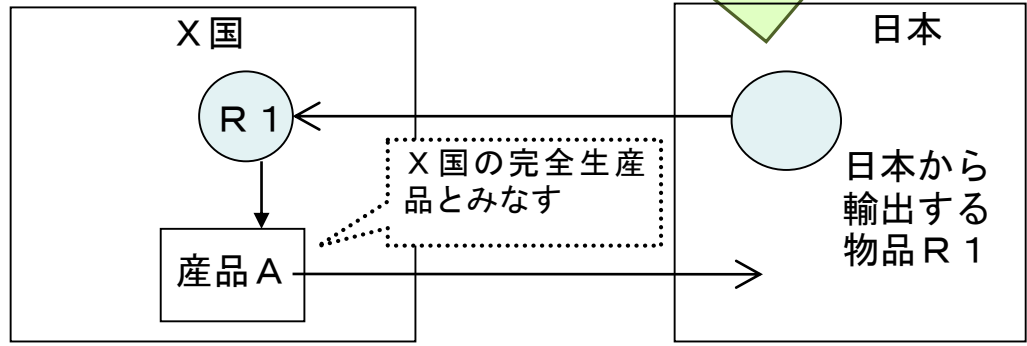 X国
日本
R1
X国の完全生産
品とみなす
日本から
輸出する
物品R1
産品A